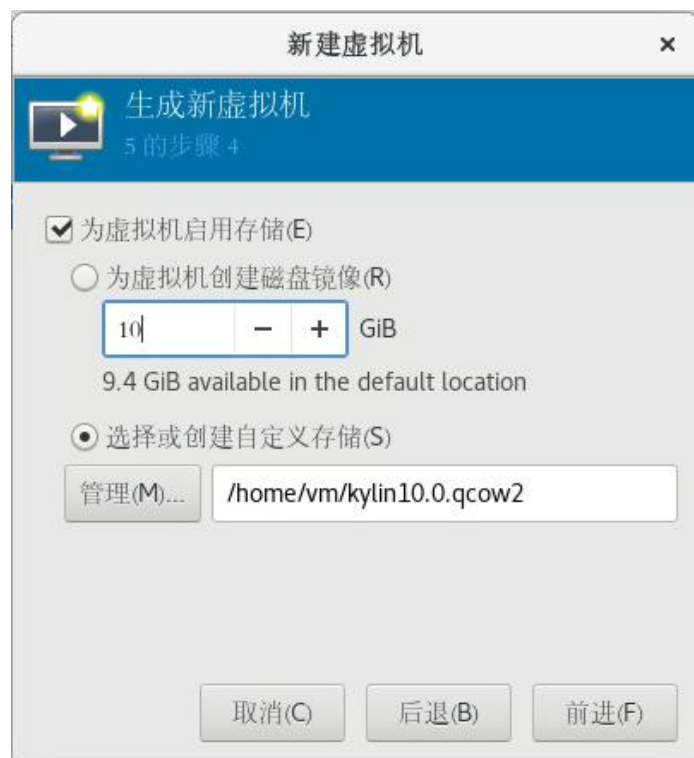 新建虚拟机 ×
生成新虚拟机
5 的步骤 4
为虚拟机启用存储(E)
为虚拟机创建磁盘镜像(R)
10 − + GiB
9.4 GiB available in the default location
选择或创建自定义存储(S)
管理(M)... /home/vm/kylin10.0.qcow2
取消(C) 后退(B) 前进(F)